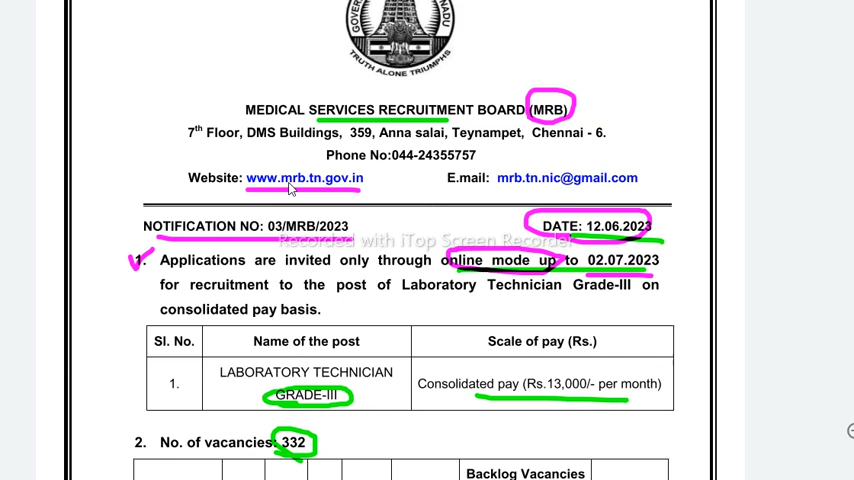 TRUTH ALONE TRIUMPHS
MEDICAL SERVICES RECRUITMENT BOARD (MRB)
7th Floor, DMS Buildings, 359, Anna salai, Teynampet, Chennai - 6.
Phone No:044-24355757
Website: www.mrb.tn.gov.in E.mail: mrb.tn.nic@gmail.com
NOTIFICATION NO: 03/MRB/2023 DATE: 12.06.2023
Recorded with iTop Screen Recorder
1. Applications are invited only through online mode up to 02.07.2023
for recruitment to the post of Laboratory Technician Grade-III on
consolidated pay basis.
Sl. No. Name of the post Scale of pay (Rs.)
1. LABORATORY TECHNICIAN GRADE-III Consolidated pay (Rs.13,000/- per month)
2. No. of vacancies: 332
Backlog Vacancies